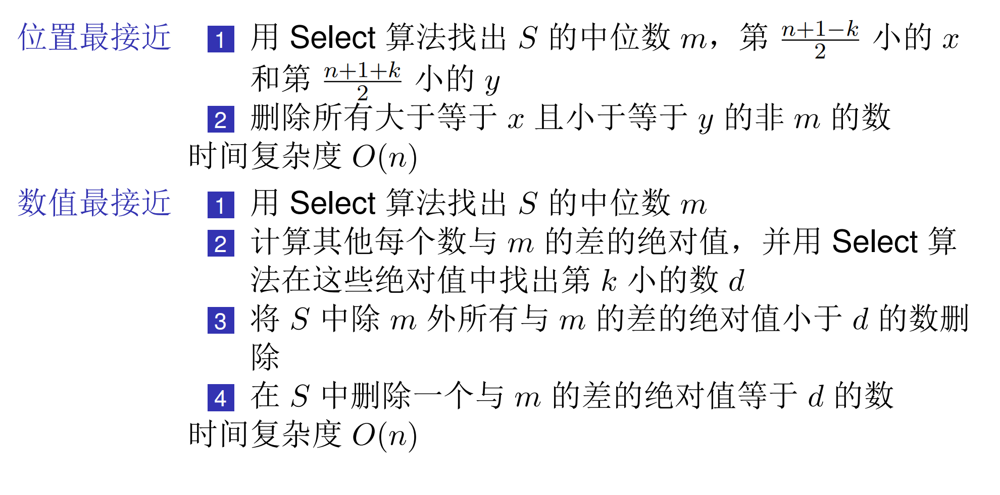 位置最接近 1 用 Select 算法找出 S 的中位数 m，第 \frac{n+1-k}{2} 小的 x
和第 \frac{n+1+k}{2} 小的 y
2 删除所有大于等于 x 且小于等于 y 的非 m 的数
时间复杂度 O(n)
数值最接近 1 用 Select 算法找出 S 的中位数 m
2 计算其他每个数与 m 的差的绝对值，并用 Select 算
法在这些绝对值中找出第 k 小的数 d
3 将 S 中除 m 外所有与 m 的差的绝对值小于 d 的数删
除
4 在 S 中删除一个与 m 的差的绝对值等于 d 的数
时间复杂度 O(n)